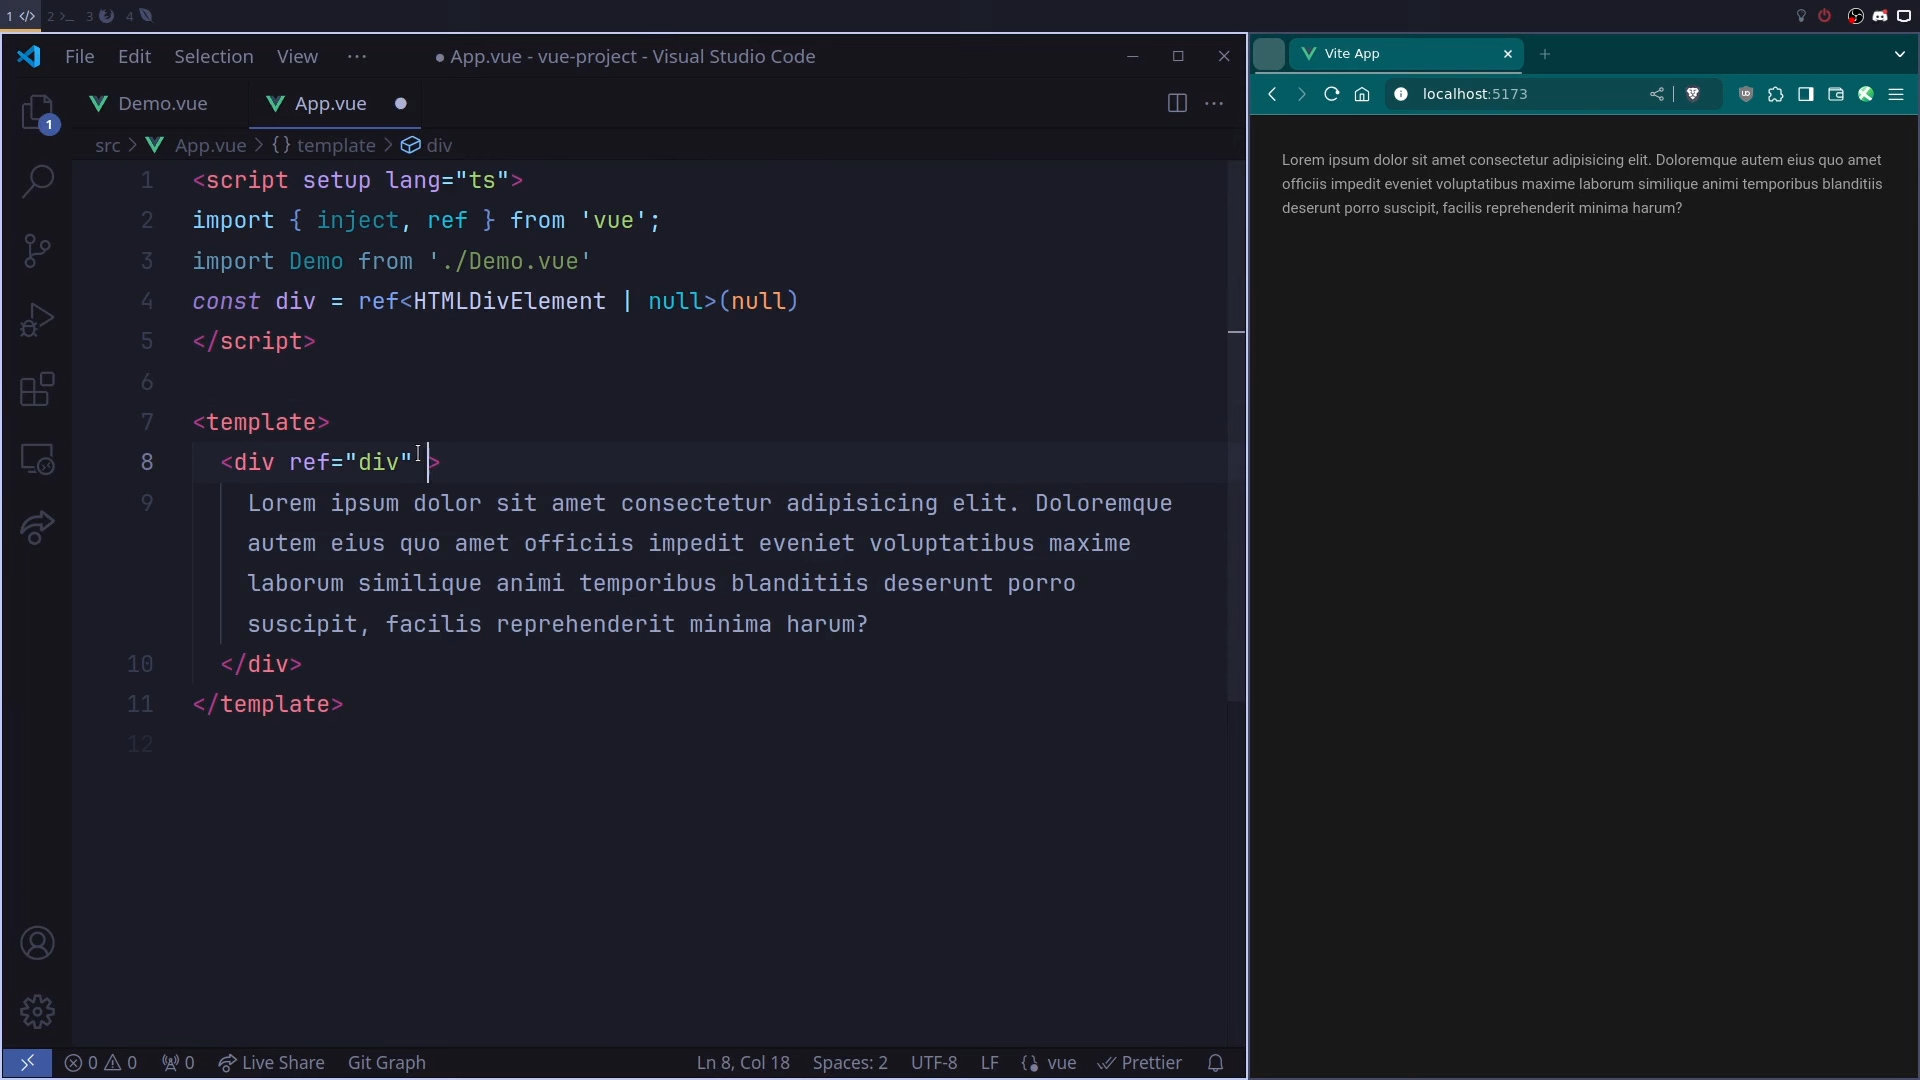 1 </> 2 >_ 3 4
File Edit Selection View ··· ● App.vue - vue-project - Visual Studio Code
Demo.vue App.vue ●
src > App.vue > {} template > div
1 <script setup lang="ts">
2 import { inject, ref } from 'vue';
3 import Demo from './Demo.vue'
4 const div = ref<HTMLDivElement | null>(null)
5 </script>
6
7 <template>
8 <div ref="div" >
9 Lorem ipsum dolor sit amet consectetur adipisicing elit. Doloremque
autem eius quo amet officiis impedit eveniet voluptatibus maxime
laborum similique animi temporibus blanditiis deserunt porro
suscipit, facilis reprehenderit minima harum?
10 </div>
11 </template>
12
1
0 0 0 Live Share Git Graph Ln 8, Col 18 Spaces: 2 UTF-8 LF {} vue Prettier
Vite App
localhost:5173
Lorem ipsum dolor sit amet consectetur adipisicing elit. Doloremque autem eius quo amet
officiis impedit eveniet voluptatibus maxime laborum similique animi temporibus blanditiis
deserunt porro suscipit, facilis reprehenderit minima harum?